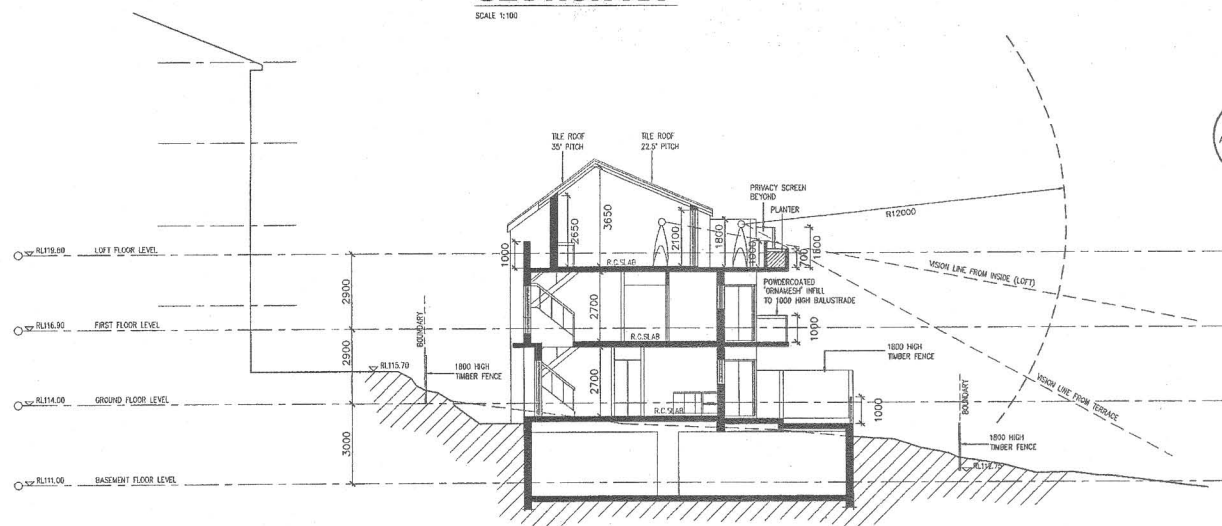 SCALE 1:100
TILE ROOF
35° PITCH
TILE ROOF
22.5° PITCH
PRIVACY SCREEN
BEYOND
PLANTER
R12000
RL119.80
LOFT FLOOR LEVEL
1000
2650
3650
2100
1800
1000
700
1800
R.C.SLAB
VISION LINE FROM INSIDE (LOFT)
2900
2700
POWDERCOATED
"ORNAMESH" INFILL
TO 1000 HIGH BALUSTRADE
1000
RL116.90
FIRST FLOOR LEVEL
BOUNDARY
R.C.SLAB
2900
RL115.70
1800 HIGH
TIMBER FENCE
2700
1800 HIGH
TIMBER FENCE
VISION LINE FROM TERRACE
BOUNDARY
RL114.00
GROUND FLOOR LEVEL
R.C.SLAB
1000
3000
1800 HIGH
TIMBER FENCE
RL112.75
RL111.00
BASEMENT FLOOR LEVEL